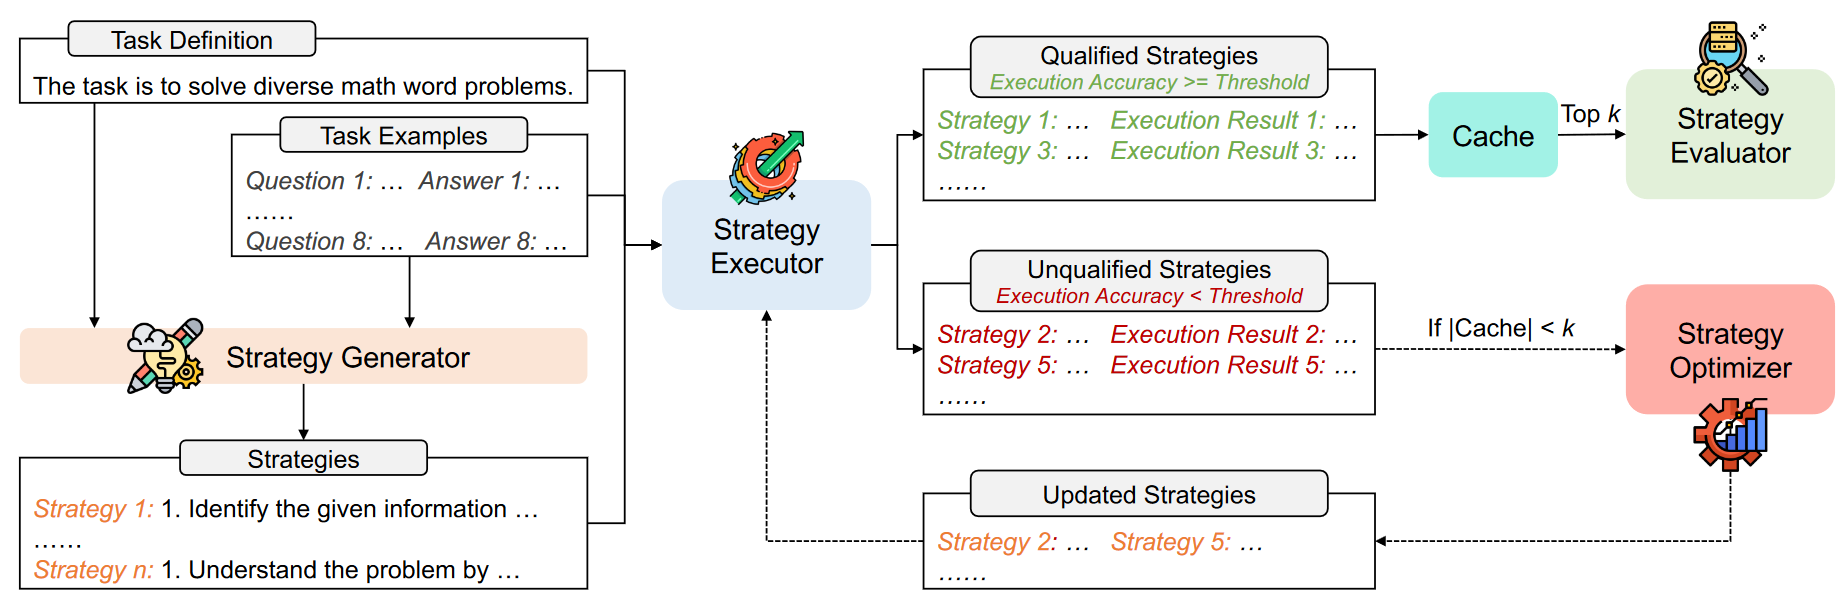 Task Definition
The task is to solve diverse math word problems.
Task Examples
Question 1: … Answer 1: …
……
Question 8: … Answer 8: …
Strategy Generator
Strategies
Strategy 1: 1. Identify the given information …
……
Strategy n: 1. Understand the problem by …
Strategy
Executor
Qualified Strategies
Execution Accuracy >= Threshold
Strategy 1: … Execution Result 1: …
Strategy 3: … Execution Result 3: …
……
Cache
Top k
Strategy
Evaluator
Unqualified Strategies
Execution Accuracy < Threshold
Strategy 2: … Execution Result 2: …
Strategy 5: … Execution Result 5: …
……
If |Cache| < k
Strategy
Optimizer
Updated Strategies
Strategy 2: … Strategy 5: …
……